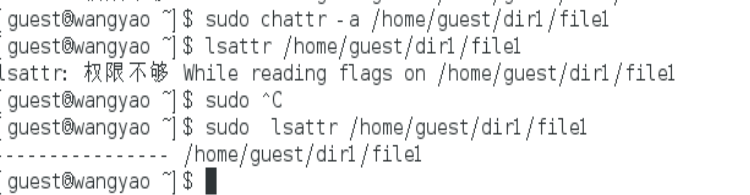 [guest@wangyao ~]$ sudo chattr -a /home/guest/dir1/file1
[guest@wangyao ~]$ lsattr /home/guest/dir1/file1
lsattr: 权限不够 While reading flags on /home/guest/dir1/file1
[guest@wangyao ~]$ sudo ^C
[guest@wangyao ~]$ sudo  lsattr /home/guest/dir1/file1
---------------- /home/guest/dir1/file1
[guest@wangyao ~]$